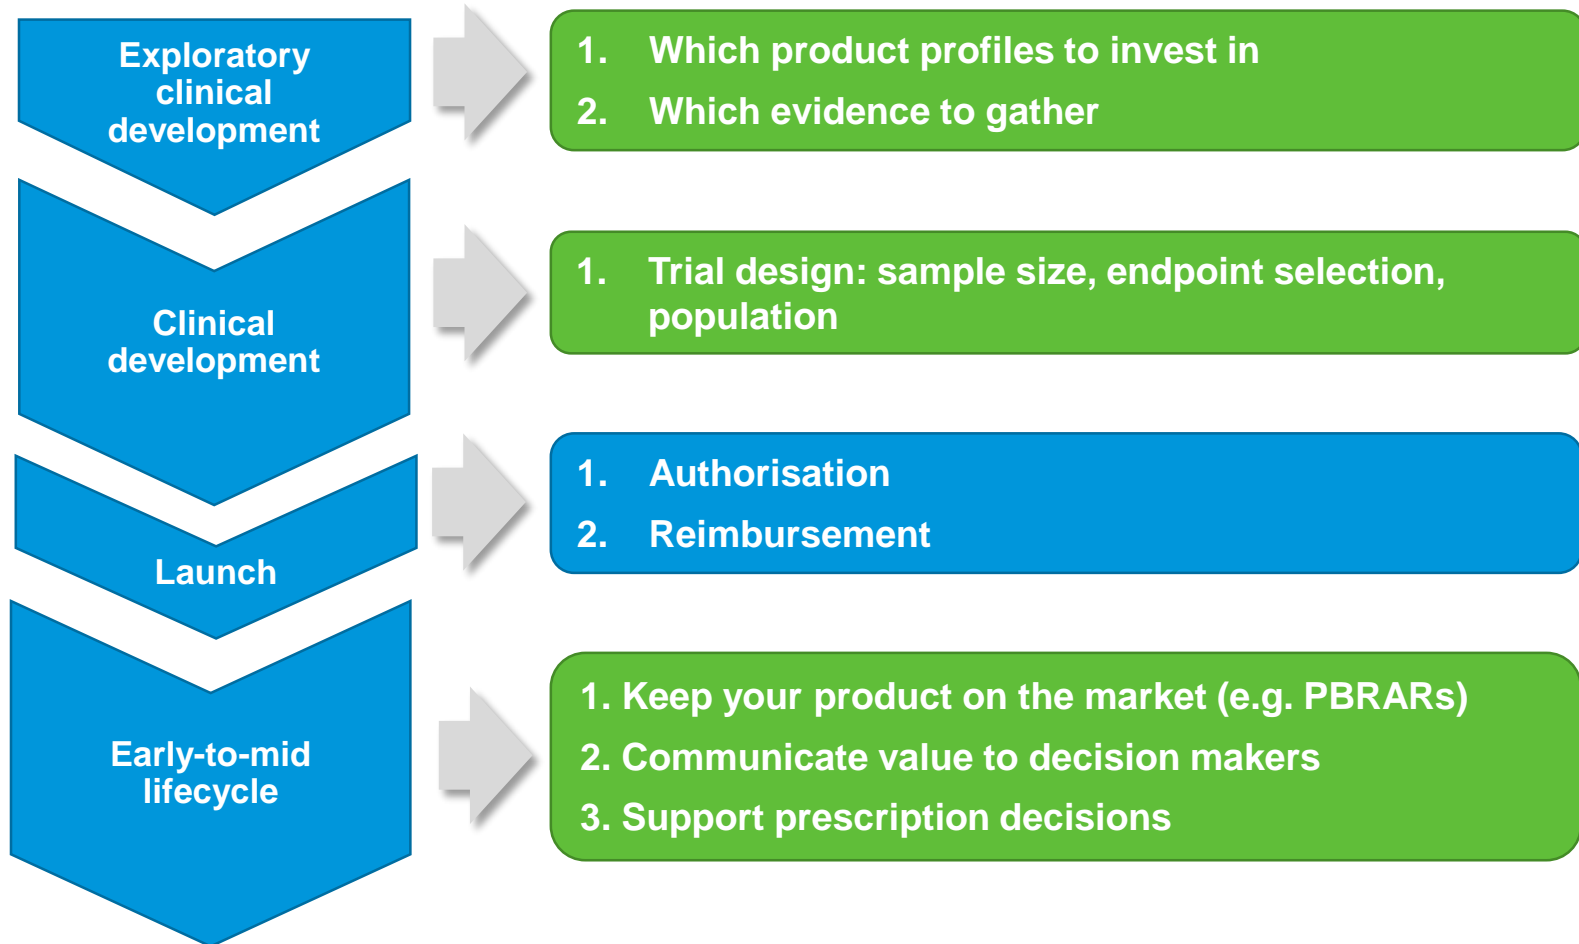 Exploratory
clinical
development
1. Which product profiles to invest in
2. Which evidence to gather
Clinical
development
1. Trial design: sample size, endpoint selection,
population
Launch
1. Authorisation
2. Reimbursement
Early-to-mid
lifecycle
1. Keep your product on the market (e.g. PBRARs)
2. Communicate value to decision makers
3. Support prescription decisions